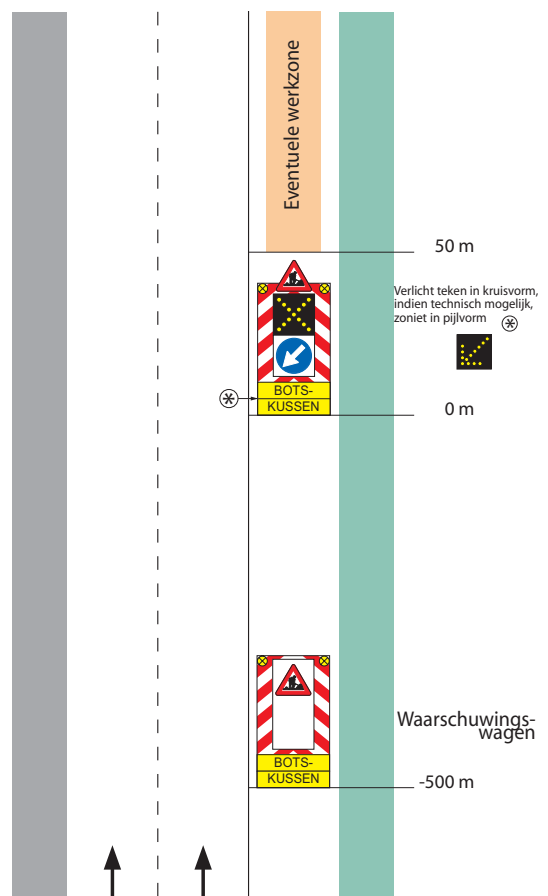 Eventuele werkzone
50 m
Verlicht teken in kruisvorm,
indien technisch mogelijk,
zoniet in pijlvorm
BOTS-
KUSSEN
0 m
Waarschuwings-
wagen
BOTS-
KUSSEN
-500 m